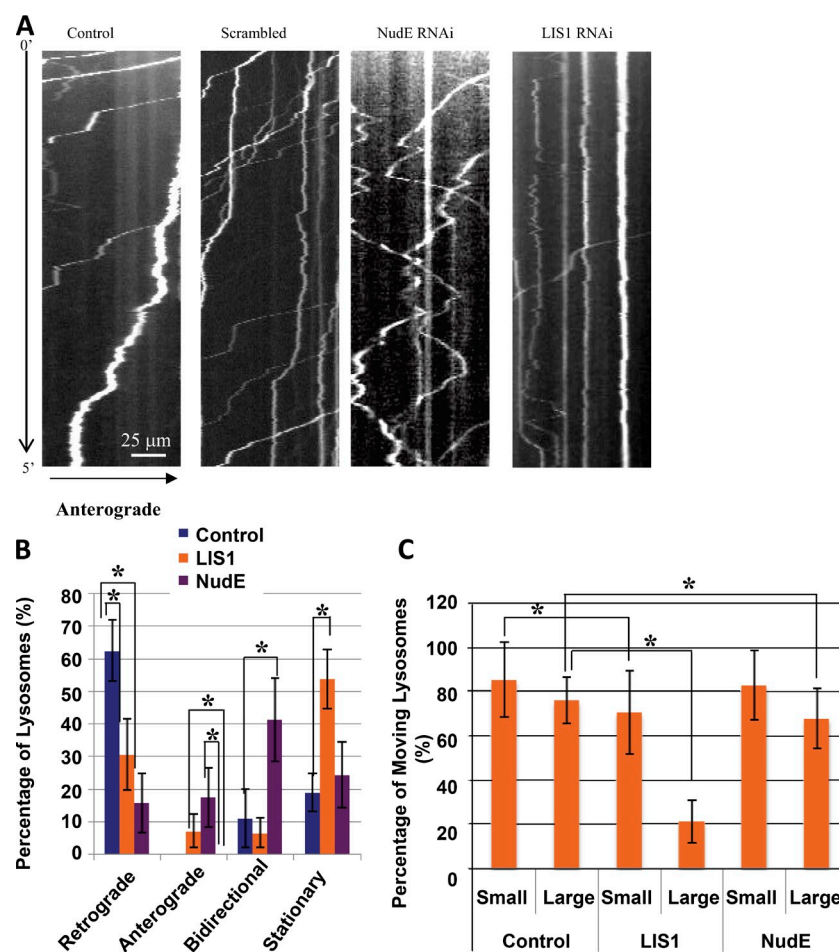 A
Control
Scrambled
NudE RNAi
LIS1 RNAi
0'
5'
25 μm
Anterograde
B
Control
LIS1
NudE
*
*
*
*
*
*
Percentage of Lysosomes (%)
80
70
60
50
40
30
20
10
0
Retrograde
Anterograde
Bidirectional
Stationary
C
*
*
*
Percentage of Moving Lysosomes
(%)
120
100
80
60
40
20
0
Small Large Small Large Small Large
Control LIS1 NudE